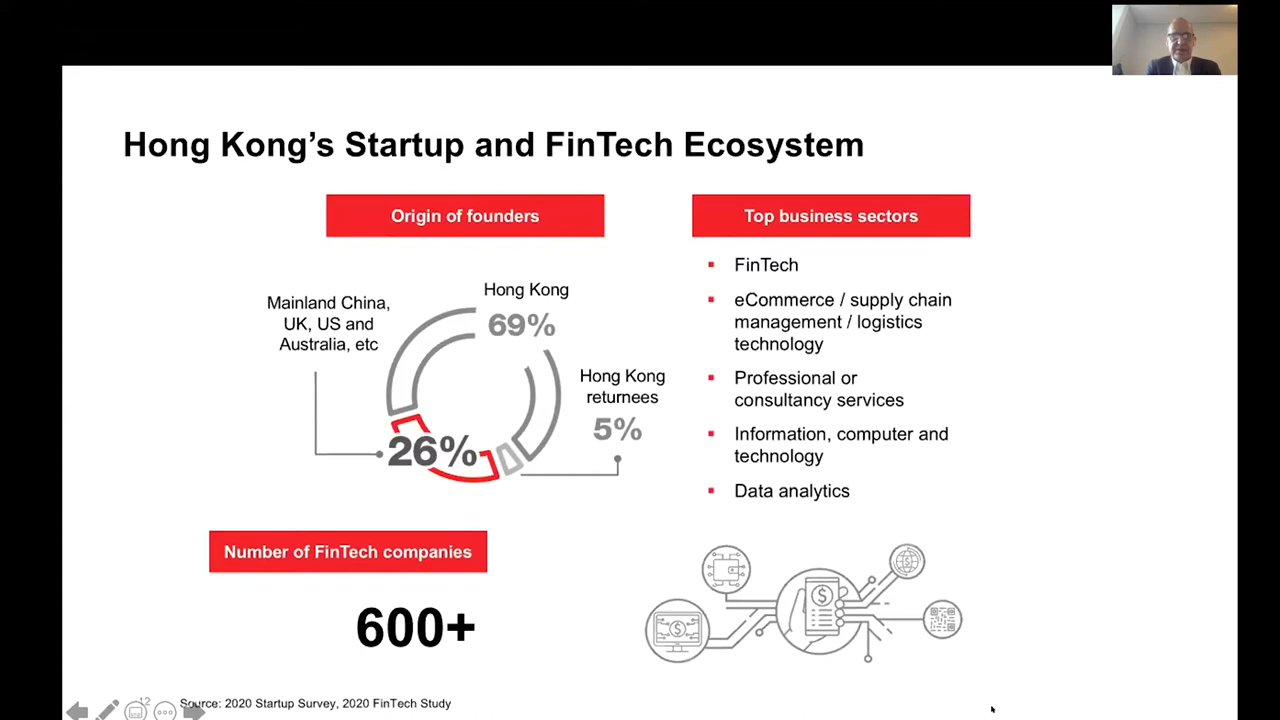 Hong Kong's Startup and FinTech Ecosystem
Origin of founders
Mainland China,
UK, US and
Australia, etc
Hong Kong
69%
Hong Kong
returnees
5%
26%
Top business sectors
FinTech
eCommerce / supply chain
management / logistics
technology
Professional or
consultancy services
Information, computer and
technology
Data analytics
Number of FinTech companies
600+
Source: 2020 Startup Survey, 2020 FinTech Study
12